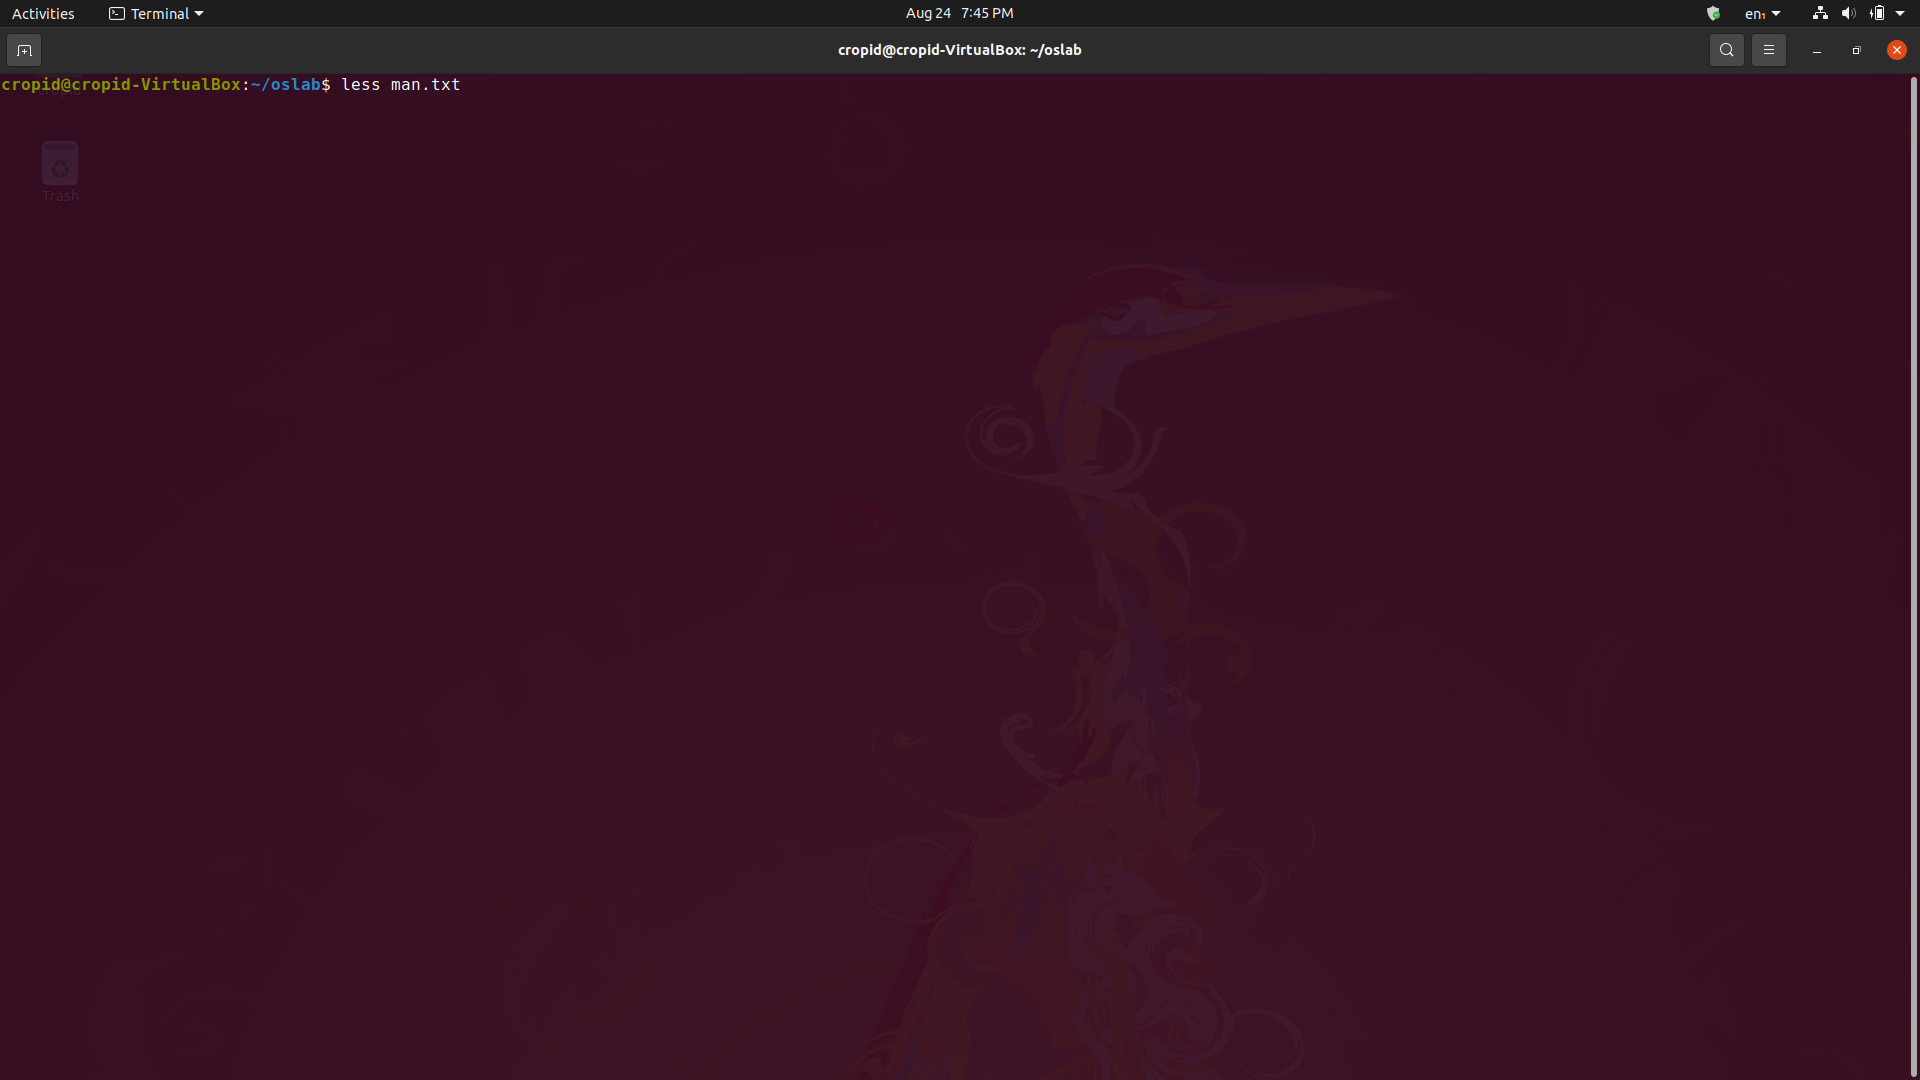 Activities
Terminal
Aug 24 7:45 PM
en₁
cropid@cropid-VirtualBox: ~/oslab
cropid@cropid-VirtualBox:~/oslab$ less man.txt
Trash